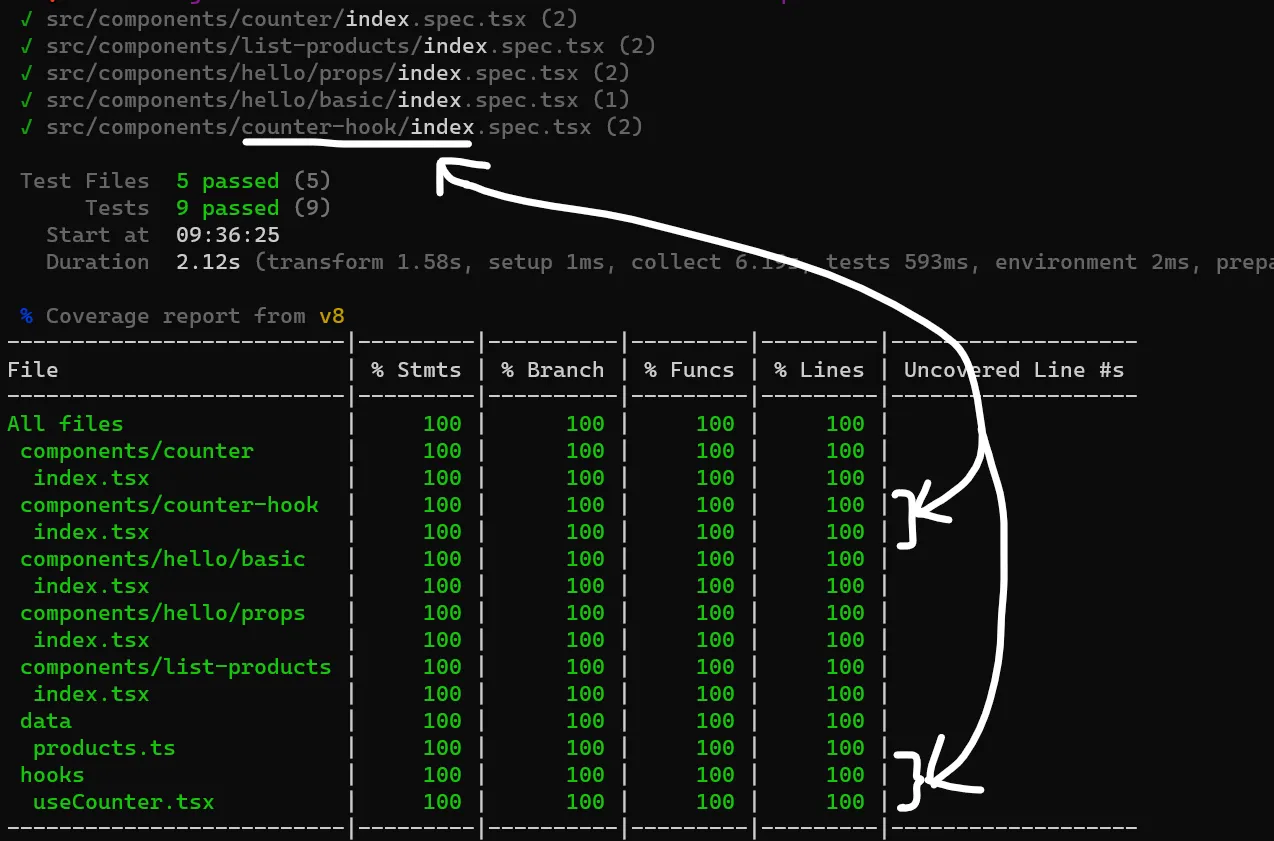 ✓ src/components/counter/index.spec.tsx (2)
✓ src/components/list-products/index.spec.tsx (2)
✓ src/components/hello/props/index.spec.tsx (2)
✓ src/components/hello/basic/index.spec.tsx (1)
✓ src/components/counter-hook/index.spec.tsx (2)
Test Files 5 passed (5)
Tests 9 passed (9)
Start at 09:36:25
Duration 2.12s (transform 1.58s, setup 1ms, collect 6.19s, tests 593ms, environment 2ms, prepa
% Coverage report from v8
File | % Stmts | % Branch | % Funcs | % Lines | Uncovered Line #s
All files | 100 | 100 | 100 | 100 |
components/counter | 100 | 100 | 100 | 100 |
index.tsx | 100 | 100 | 100 | 100 |
components/counter-hook | 100 | 100 | 100 | 100 |
index.tsx | 100 | 100 | 100 | 100 |
components/hello/basic | 100 | 100 | 100 | 100 |
index.tsx | 100 | 100 | 100 | 100 |
components/hello/props | 100 | 100 | 100 | 100 |
index.tsx | 100 | 100 | 100 | 100 |
components/list-products | 100 | 100 | 100 | 100 |
index.tsx | 100 | 100 | 100 | 100 |
data | 100 | 100 | 100 | 100 |
products.ts | 100 | 100 | 100 | 100 |
hooks | 100 | 100 | 100 | 100 |
useCounter.tsx | 100 | 100 | 100 | 100 |